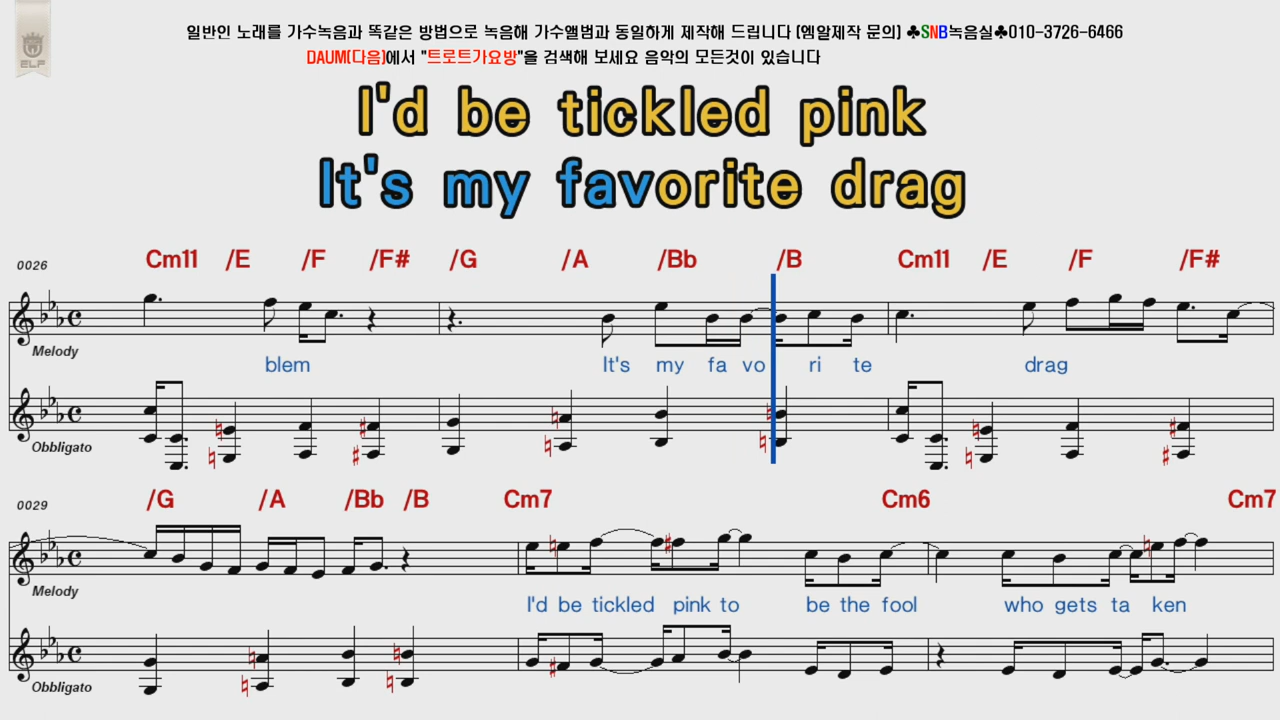 일반인 노래를 가수녹음과 똑같은 방법으로 녹음해 가수앨범과 동일하게 제작해 드립니다 (엠알제작 문의) ♣SNB녹음실♣010-3726-6466
DAUM(다음)에서 "트로트가요방"을 검색해 보세요 음악의 모든것이 있습니다
ELF
I'd be tickled pink
It's my favorite drag
0026 Cm11 /E /F /F# /G /A /Bb /B Cm11 /E /F /F#
Melody
blem It's my fa vo ri te drag
Obbligato
0029 /G /A /Bb /B Cm7 Cm6 Cm7
Melody
I'd be tickled pink to be the fool who gets ta ken
Obbligato